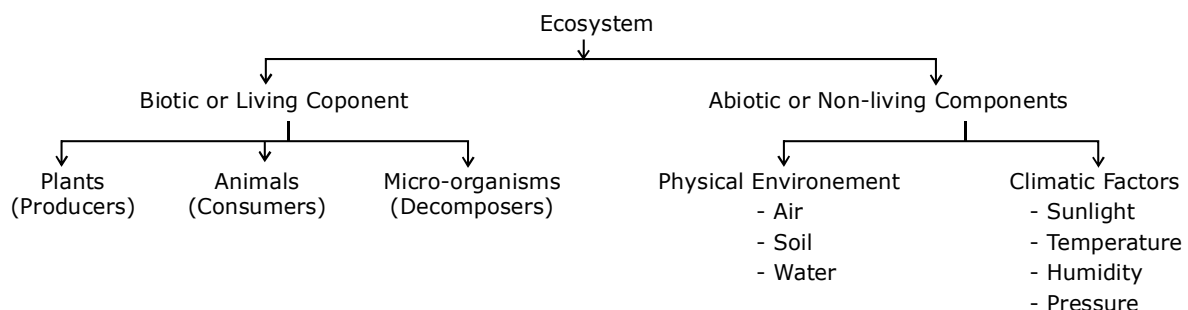 Ecosystem
Biotic or Living Coponent
Abiotic or Non-living Components
Plants
(Producers)
Animals
(Consumers)
Micro-organisms
(Decomposers)
Physical Environement
- Air
- Soil
- Water
Climatic Factors
- Sunlight
- Temperature
- Humidity
- Pressure